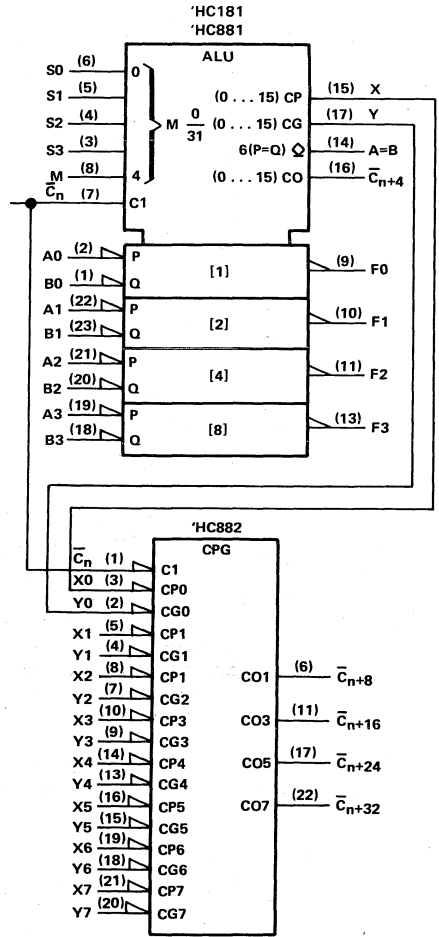 'HC181
'HC881
ALU
S0 (6) 0
S1 (5)
S2 (4)
S3 (3)
M (8) 4
C̅n (7) C1
M 0/31
(0 . . . 15) CP (15) X
(0 . . . 15) CG (17) Y
6(P=Q) (14) A=B
(0 . . . 15) CO (16) C̅n+4
A0 (2) P
B0 (1) Q
[1] (9) F0
A1 (22) P
B1 (23) Q
[2] (10) F1
A2 (21) P
B2 (20) Q
[4] (11) F2
A3 (19) P
B3 (18) Q
[8] (13) F3
'HC882
CPG
C̅n (1) C1
X0 (3) CP0
Y0 (2) CG0
X1 (5) CP1
Y1 (4) CG1
X2 (8) CP1
Y2 (7) CG2
X3 (10) CP3
Y3 (9) CG3
X4 (14) CP4
Y4 (13) CG4
X5 (16) CP5
Y5 (15) CG5
X6 (19) CP6
Y6 (18) CG6
X7 (21) CP7
Y7 (20) CG7
CO1 (6) C̅n+8
CO3 (11) C̅n+16
CO5 (17) C̅n+24
CO7 (22) C̅n+32